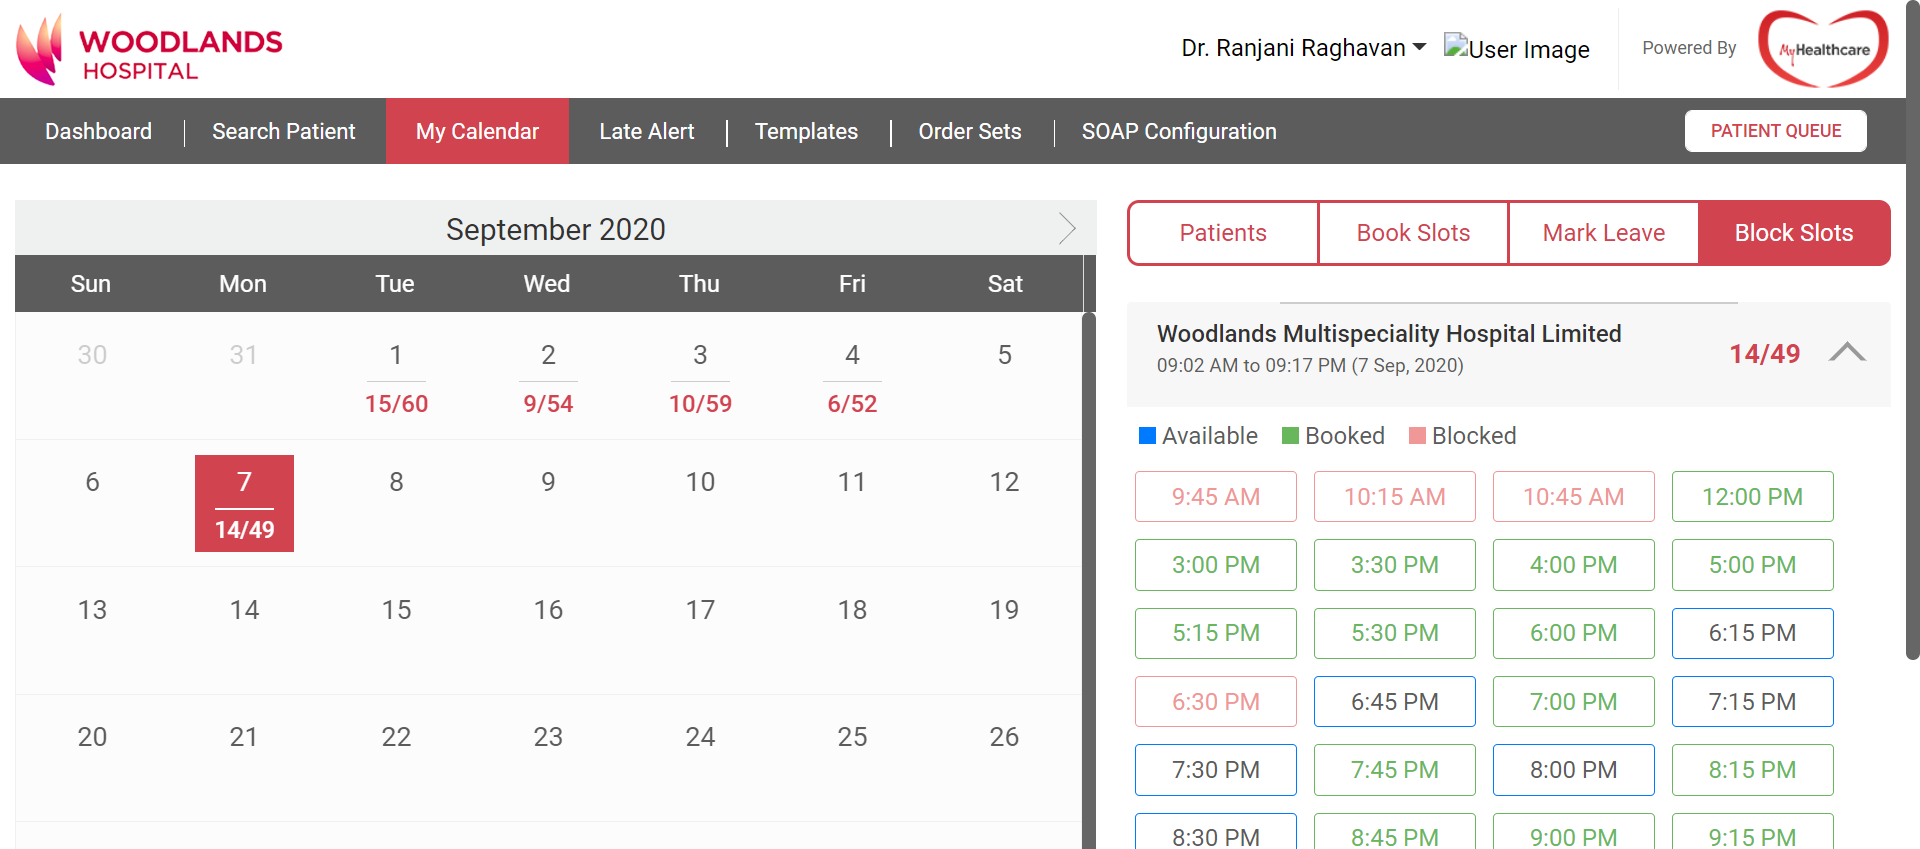 WOODLANDS
HOSPITAL
Dr. Ranjani Raghavan
User Image
Powered By
MyHealthcare
Dashboard
Search Patient
My Calendar
Late Alert
Templates
Order Sets
SOAP Configuration
PATIENT QUEUE
September 2020
Sun Mon Tue Wed Thu Fri Sat
30 31 1 2 3 4 5
15/60 9/54 10/59 6/52
6 7 8 9 10 11 12
14/49
13 14 15 16 17 18 19
20 21 22 23 24 25 26
Patients
Book Slots
Mark Leave
Block Slots
Woodlands Multispeciality Hospital Limited
09:02 AM to 09:17 PM (7 Sep, 2020)
14/49
Available Booked Blocked
9:45 AM 10:15 AM 10:45 AM 12:00 PM
3:00 PM 3:30 PM 4:00 PM 5:00 PM
5:15 PM 5:30 PM 6:00 PM 6:15 PM
6:30 PM 6:45 PM 7:00 PM 7:15 PM
7:30 PM 7:45 PM 8:00 PM 8:15 PM
8:30 PM 8:45 PM 9:00 PM 9:15 PM